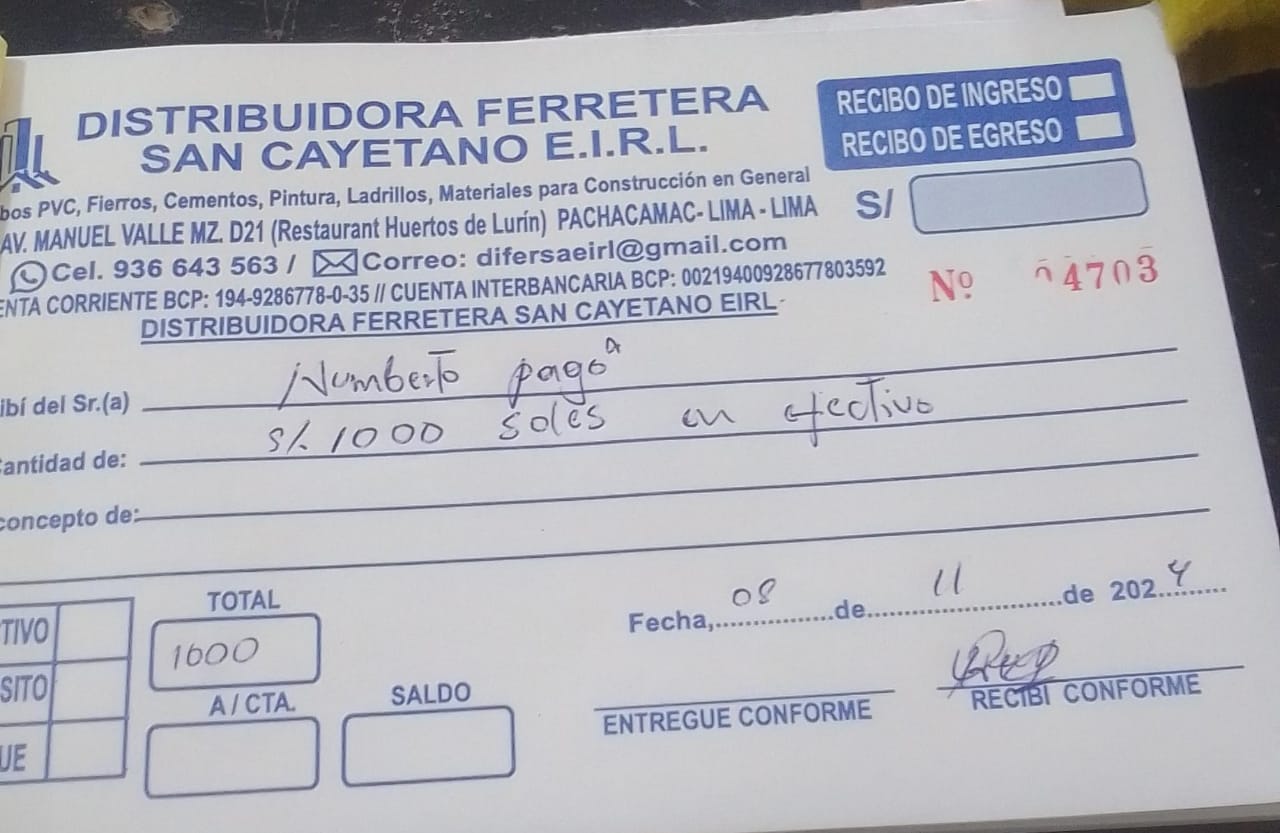 DISTRIBUIDORA FERRETERA
SAN CAYETANO E.I.R.L.
RECIBO DE INGRESO
RECIBO DE EGRESO
bos PVC, Fierros, Cementos, Pintura, Ladrillos, Materiales para Construcción en General
AV. MANUEL VALLE MZ. D21 (Restaurant Huertos de Lurín) PACHACAMAC- LIMA - LIMA
S/
Cel. 936 643 563 / Correo: difersaeirl@gmail.com
ENTA CORRIENTE BCP: 194-9286778-0-35 // CUENTA INTERBANCARIA BCP: 00219400928677803592
Nº 04703
DISTRIBUIDORA FERRETERA SAN CAYETANO EIRL
ibí del Sr.(a) Humberto pago a
Cantidad de: S/. 1000 soles en efectivo
concepto de:
TIVO
SITO
UE
TOTAL
1000
A / CTA.
SALDO
Fecha, 08 de 11 de 2024
ENTREGUE CONFORME
RECIBÍ CONFORME